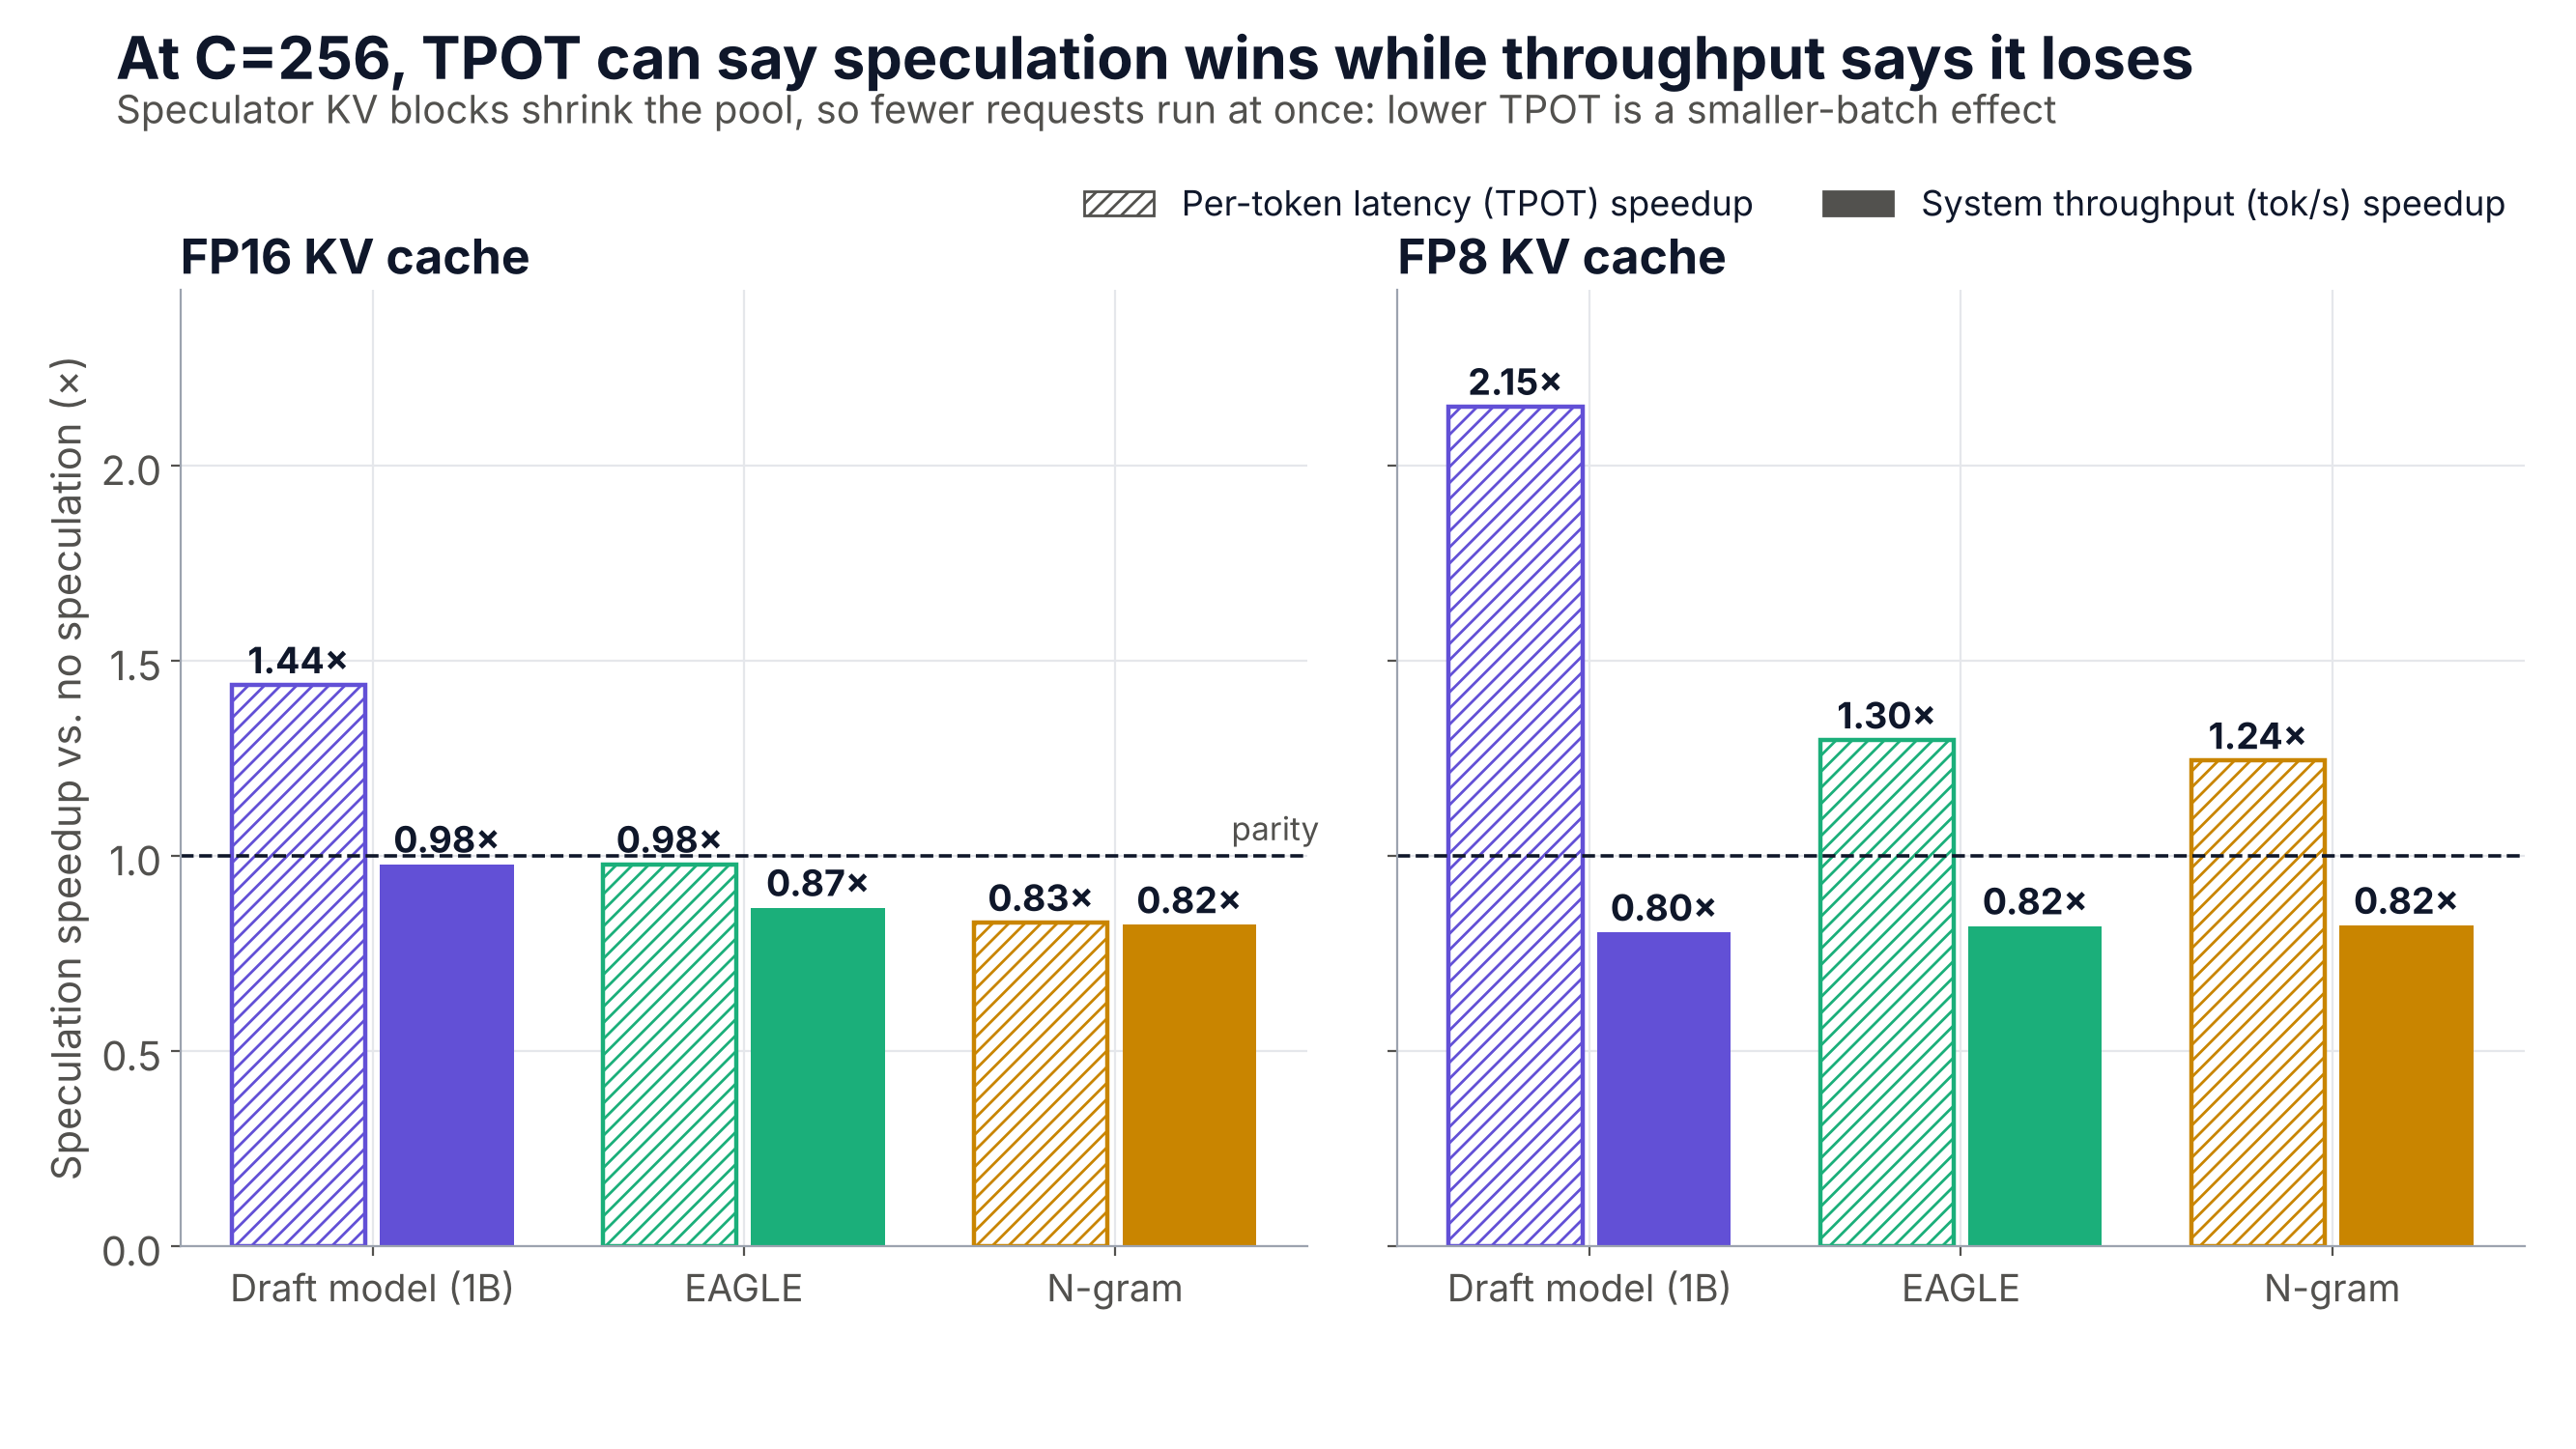 At C=256, TPOT can say speculation wins while throughput says it loses
Speculator KV blocks shrink the pool, so fewer requests run at once: lower TPOT is a smaller-batch effect
Per-token latency (TPOT) speedup
System throughput (tok/s) speedup
FP16 KV cache
FP8 KV cache
Speculation speedup vs. no speculation (×)
2.0
1.5
1.0
0.5
0.0
1.44×
0.98×
0.98×
0.87×
0.83×
0.82×
parity
2.15×
0.80×
1.30×
0.82×
1.24×
0.82×
Draft model (1B)
EAGLE
N-gram
Draft model (1B)
EAGLE
N-gram